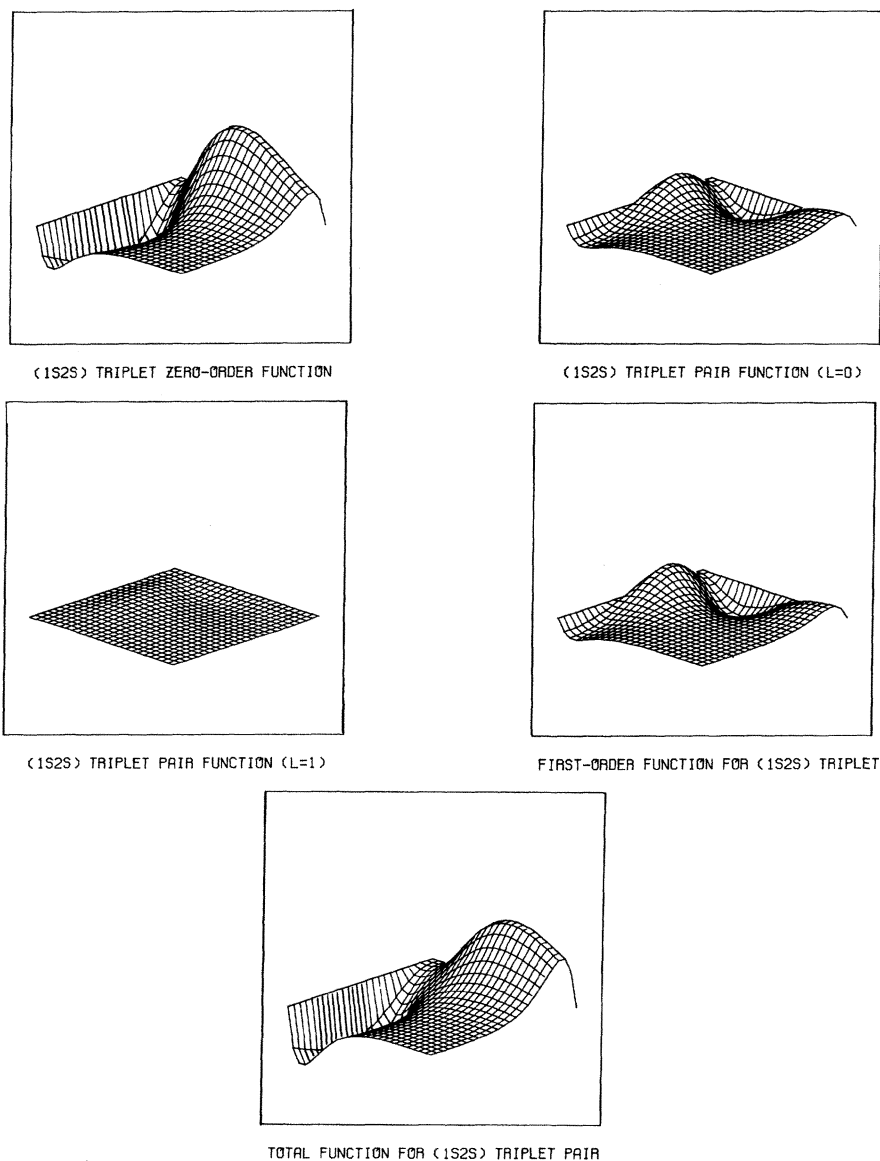 (1S2S) TRIPLET ZERO-ORDER FUNCTION
(1S2S) TRIPLET PAIR FUNCTION (L=0)
(1S2S) TRIPLET PAIR FUNCTION (L=1)
FIRST-ORDER FUNCTION FOR (1S2S) TRIPLET
TOTAL FUNCTION FOR (1S2S) TRIPLET PAIR